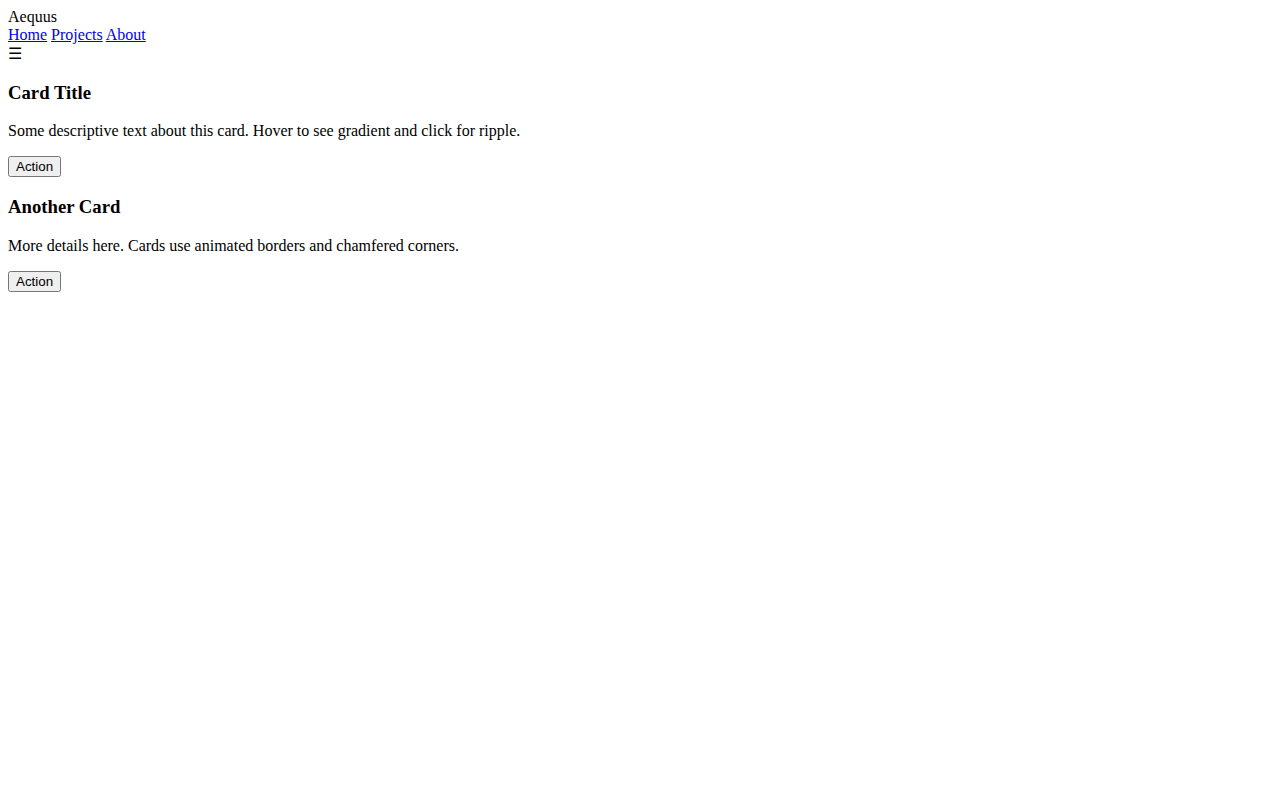 Aequus
Home Projects About
☰
Card Title
Some descriptive text about this card. Hover to see gradient and click for ripple.
Action
Another Card
More details here. Cards use animated borders and chamfered corners.
Action